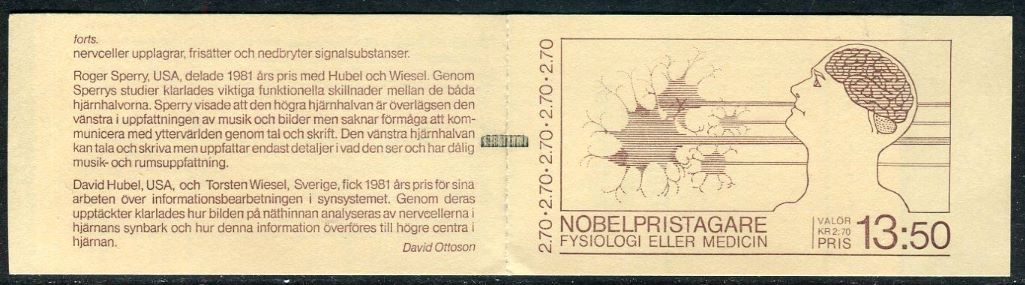 forts.
nervceller upplagrar, frisätter och nedbryter signalsubstanser.
Roger Sperry, USA, delade 1981 års pris med Hubel och Wiesel. Genom
Sperrys studier klarlades viktiga funktionella skillnader mellan de båda
hjärnhalvorna. Sperry visade att den högra hjärnhalvan är överlägsen den
vänstra i uppfattningen av musik och bilder men saknar förmåga att kom-
municera med yttervärlden genom tal och skrift. Den vänstra hjärnhalvan
kan tala och skriva men uppfattar endast detaljer i vad den ser och har dålig
musik- och rumsuppfattning.
David Hubel, USA, och Torsten Wiesel, Sverige, fick 1981 års pris för sina
arbeten över informationsbearbetningen i synsystemet. Genom deras
upptäckter klarlades hur bilden på näthinnan analyseras av nervcellerna i
hjärnans synbark och hur denna information överföres till högre centra i
hjärnan.
David Ottoson
2.70 · 2.70 · 2.70 · 2.70 · 2.70
NOBELPRISTAGARE
FYSIOLOGI ELLER MEDICIN
VALÖR
KR 2:70
PRIS 13:50